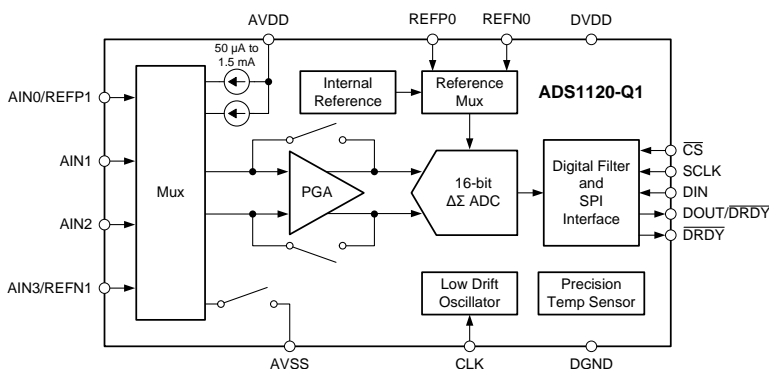 AVDD
REFP0
REFN0
DVDD
50 µA to
1.5 mA
Internal
Reference
Reference
Mux
ADS1120-Q1
AIN0/REFP1
AIN1
AIN2
AIN3/REFN1
Mux
PGA
16-bit
ΔΣ ADC
Digital Filter
and
SPI
Interface
CS
SCLK
DIN
DOUT/DRDY
DRDY
Low Drift
Oscillator
Precision
Temp Sensor
AVSS
CLK
DGND